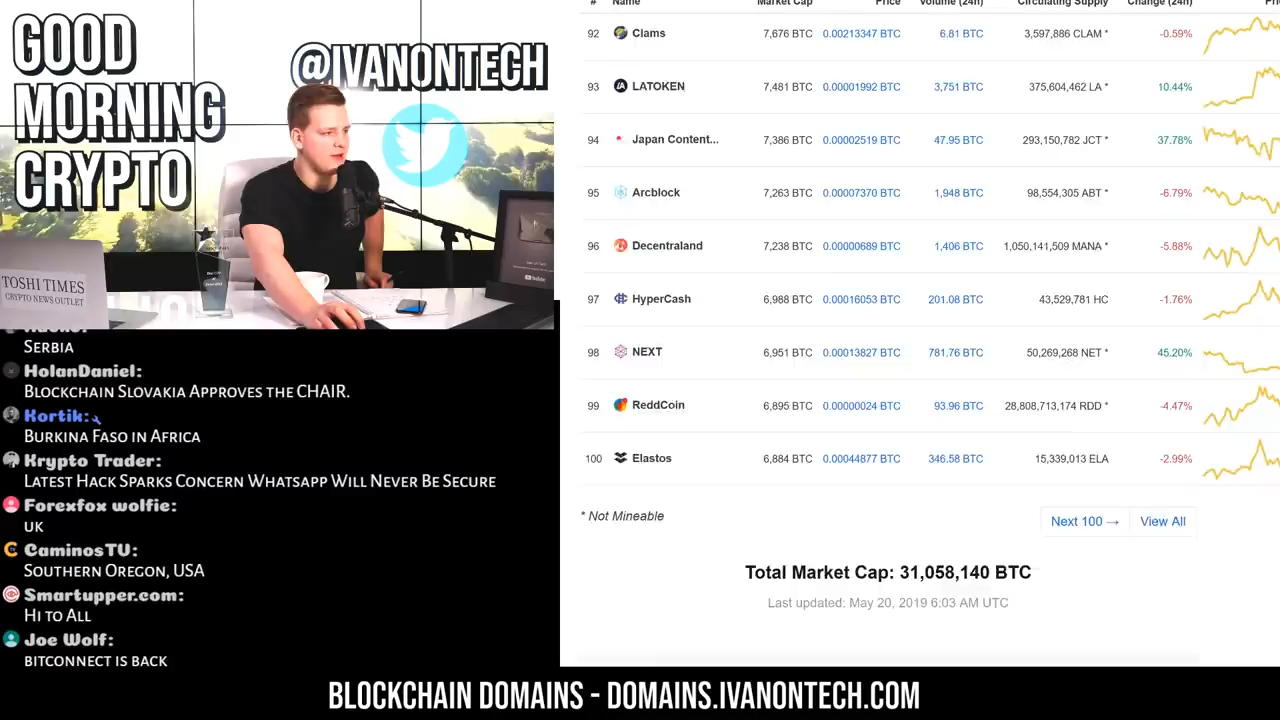 GOOD
MORNING
CRYPTO
@IVANONTECH
TOSHI TIMES
CRYPTO NEWS OUTLET
YouTube
SERBIA
HolanDaniel:
BLOCKCHAIN SLOVAKIA APPROVES THE CHAIR.
Kortik:
BURKINA FASO IN AFRICA
Krypto Trader:
LATEST HACK SPARKS CONCERN WHATSAPP WILL NEVER BE SECURE
Forexfox wolfie:
UK
CaminosTV:
SOUTHERN OREGON, USA
Smartupper.com:
HI TO ALL
Joe Wolf:
BITCONNECT IS BACK
# Name Market Cap Price Volume (24h) Circulating Supply Change (24h)
92 Clams 7,676 BTC 0.00213347 BTC 6.81 BTC 3,597,886 CLAM * -0.59%
93 LATOKEN 7,481 BTC 0.00001992 BTC 3,751 BTC 375,604,462 LA * 10.44%
94 Japan Content... 7,386 BTC 0.00002519 BTC 47.95 BTC 293,150,782 JCT * 37.78%
95 Arcblock 7,263 BTC 0.00007370 BTC 1,948 BTC 98,554,305 ABT * -6.79%
96 Decentraland 7,238 BTC 0.00000689 BTC 1,406 BTC 1,050,141,509 MANA * -5.88%
97 HyperCash 6,988 BTC 0.00016053 BTC 201.08 BTC 43,529,781 HC -1.76%
98 NEXT 6,951 BTC 0.00013827 BTC 781.76 BTC 50,269,268 NET * 45.20%
99 ReddCoin 6,895 BTC 0.00000024 BTC 93.96 BTC 28,808,713,174 RDD * -4.47%
100 Elastos 6,884 BTC 0.00044877 BTC 346.58 BTC 15,339,013 ELA -2.99%
* Not Mineable
Next 100 → View All
Total Market Cap: 31,058,140 BTC
Last updated: May 20, 2019 6:03 AM UTC
BLOCKCHAIN DOMAINS - DOMAINS.IVANONTECH.COM